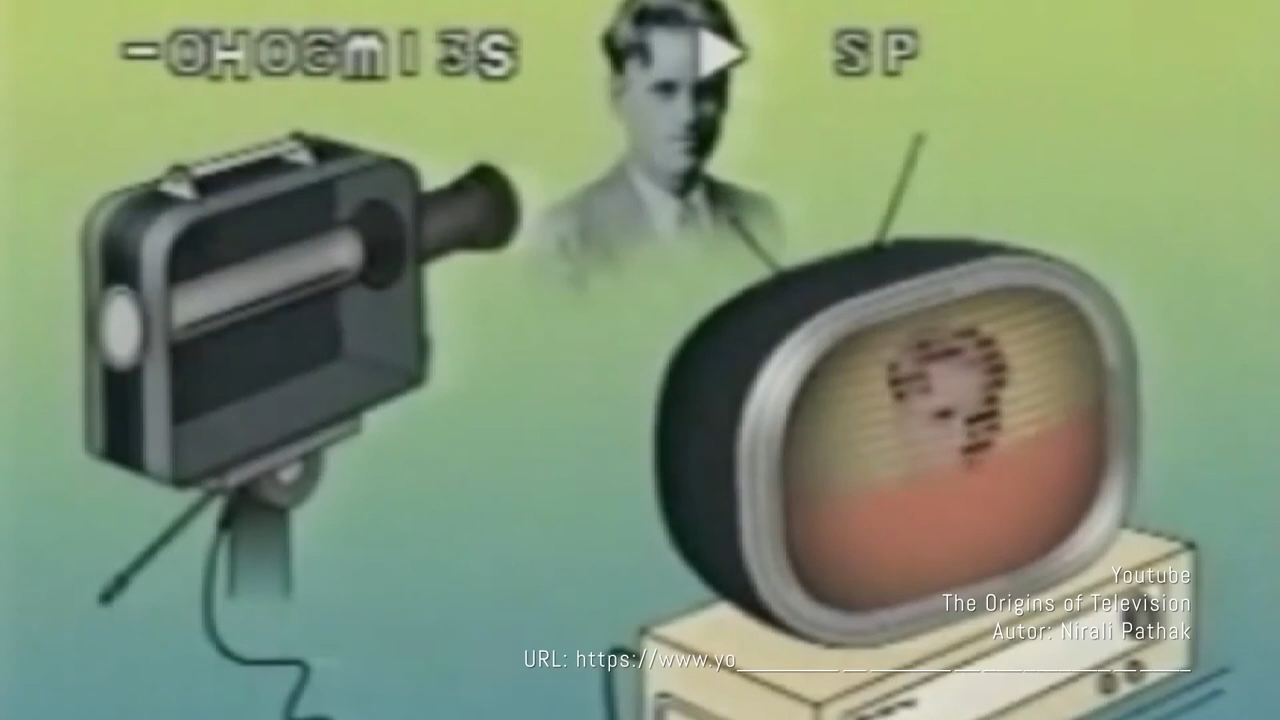 -0H06m13S SP
Youtube
The Origins of Television
Autor: Nirali Pathak
URL: https://www.yo